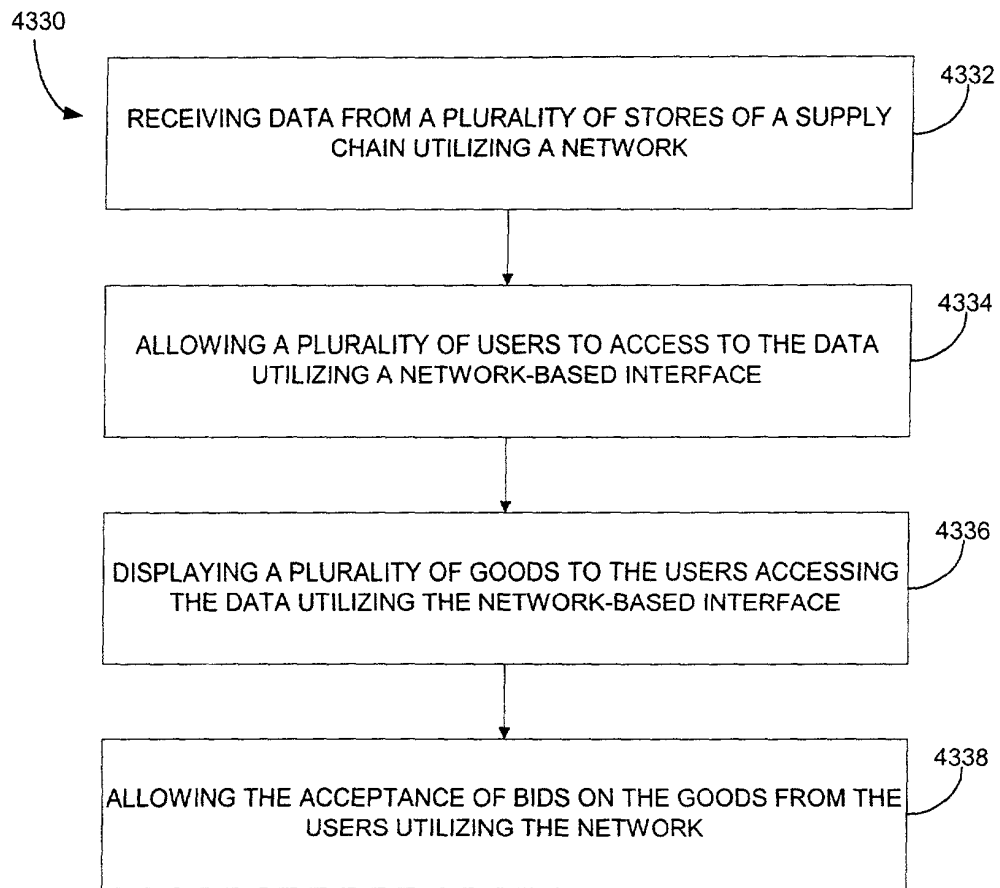 4330
4332
RECEIVING DATA FROM A PLURALITY OF STORES OF A SUPPLY
CHAIN UTILIZING A NETWORK
4334
ALLOWING A PLURALITY OF USERS TO ACCESS TO THE DATA
UTILIZING A NETWORK-BASED INTERFACE
4336
DISPLAYING A PLURALITY OF GOODS TO THE USERS ACCESSING
THE DATA UTILIZING THE NETWORK-BASED INTERFACE
4338
ALLOWING THE ACCEPTANCE OF BIDS ON THE GOODS FROM THE
USERS UTILIZING THE NETWORK